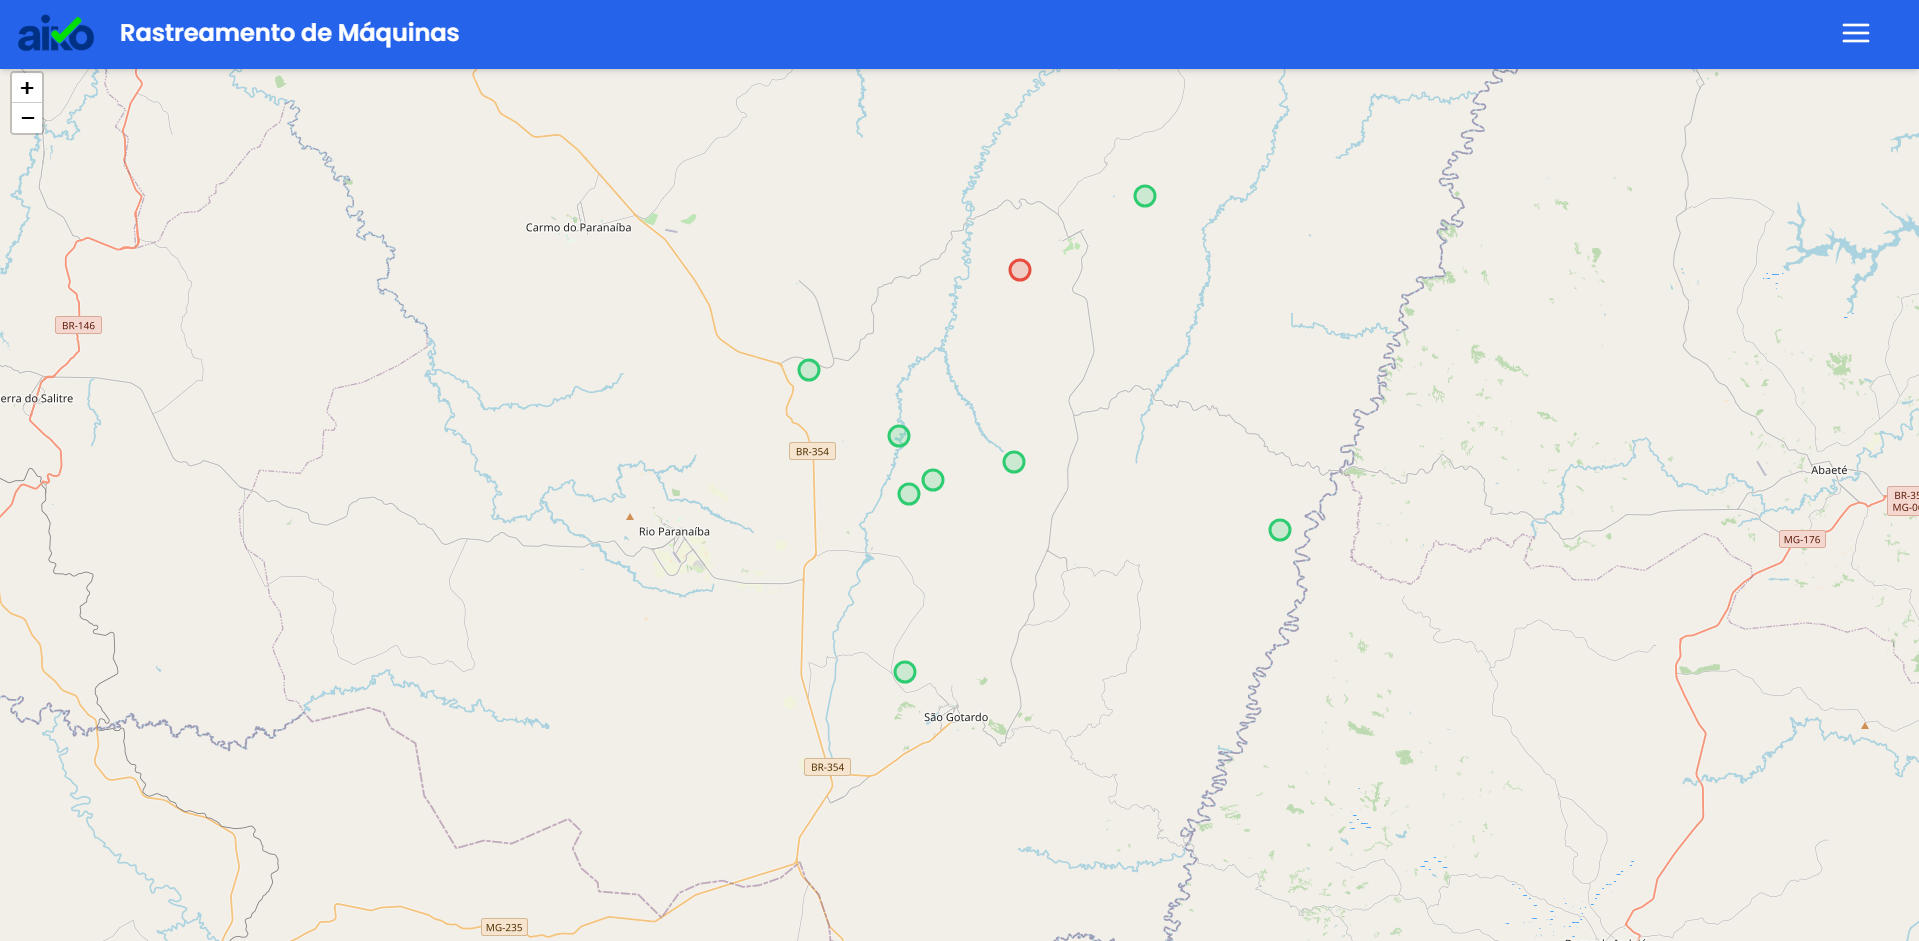 aiko Rastreamento de Máquinas
+
−
Carmo do Paranaíba
BR-146
erra do Salitre
BR-354
Abaeté
BR-35
MG-0
Rio Paranaíba
MG-176
São Gotardo
BR-354
MG-235